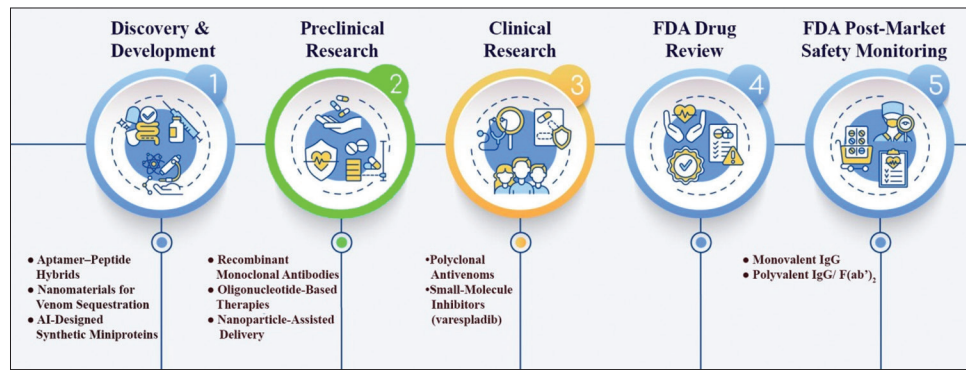 Discovery &
Development
1
● Aptamer–Peptide
Hybrids
● Nanomaterials for
Venom Sequestration
● AI-Designed
Synthetic Miniproteins
Preclinical
Research
2
● Recombinant
Monoclonal Antibodies
● Oligonucleotide-Based
Therapies
● Nanoparticle-Assisted
Delivery
Clinical
Research
3
•Polyclonal
Antivenoms
•Small-Molecule
Inhibitors
(varespladib)
FDA Drug
Review
4
FDA Post-Market
Safety Monitoring
5
● Monovalent IgG
● Polyvalent IgG/ F(ab’)₂